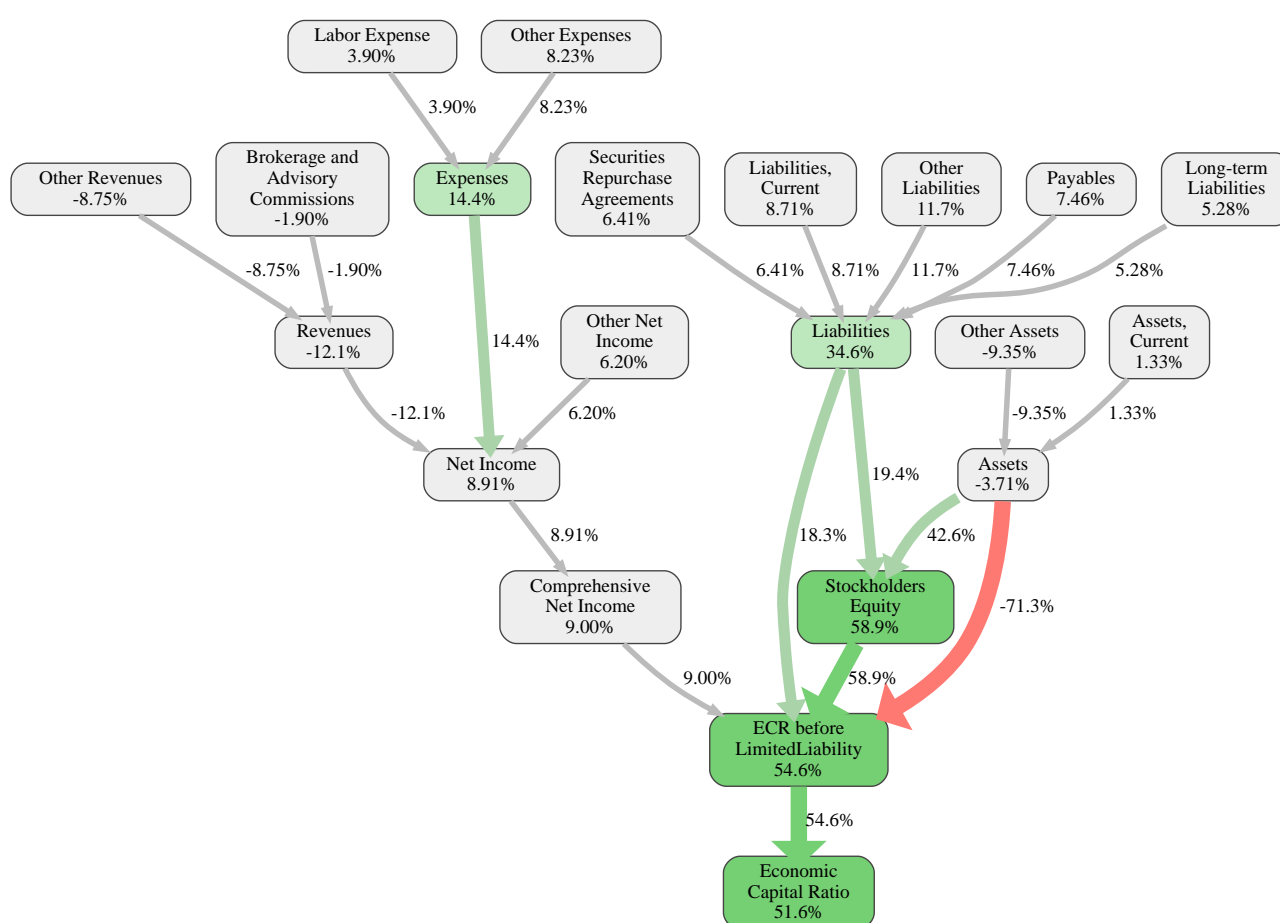 Labor Expense
3.90%
Other Expenses
8.23%
3.90%
8.23%
Other Revenues
-8.75%
Brokerage and
Advisory
Commissions
-1.90%
Expenses
14.4%
Securities
Repurchase
Agreements
6.41%
Liabilities,
Current
8.71%
Other
Liabilities
11.7%
Payables
7.46%
Long-term
Liabilities
5.28%
-8.75%
-1.90%
6.41%
8.71%
11.7%
7.46%
5.28%
Revenues
-12.1%
14.4%
Other Net
Income
6.20%
Liabilities
34.6%
Other Assets
-9.35%
Assets,
Current
1.33%
-12.1%
6.20%
-9.35%
1.33%
Net Income
8.91%
19.4%
Assets
-3.71%
8.91%
18.3%
42.6%
Comprehensive
Net Income
9.00%
Stockholders
Equity
58.9%
-71.3%
9.00%
58.9%
ECR before
LimitedLiability
54.6%
54.6%
Economic
Capital Ratio
51.6%